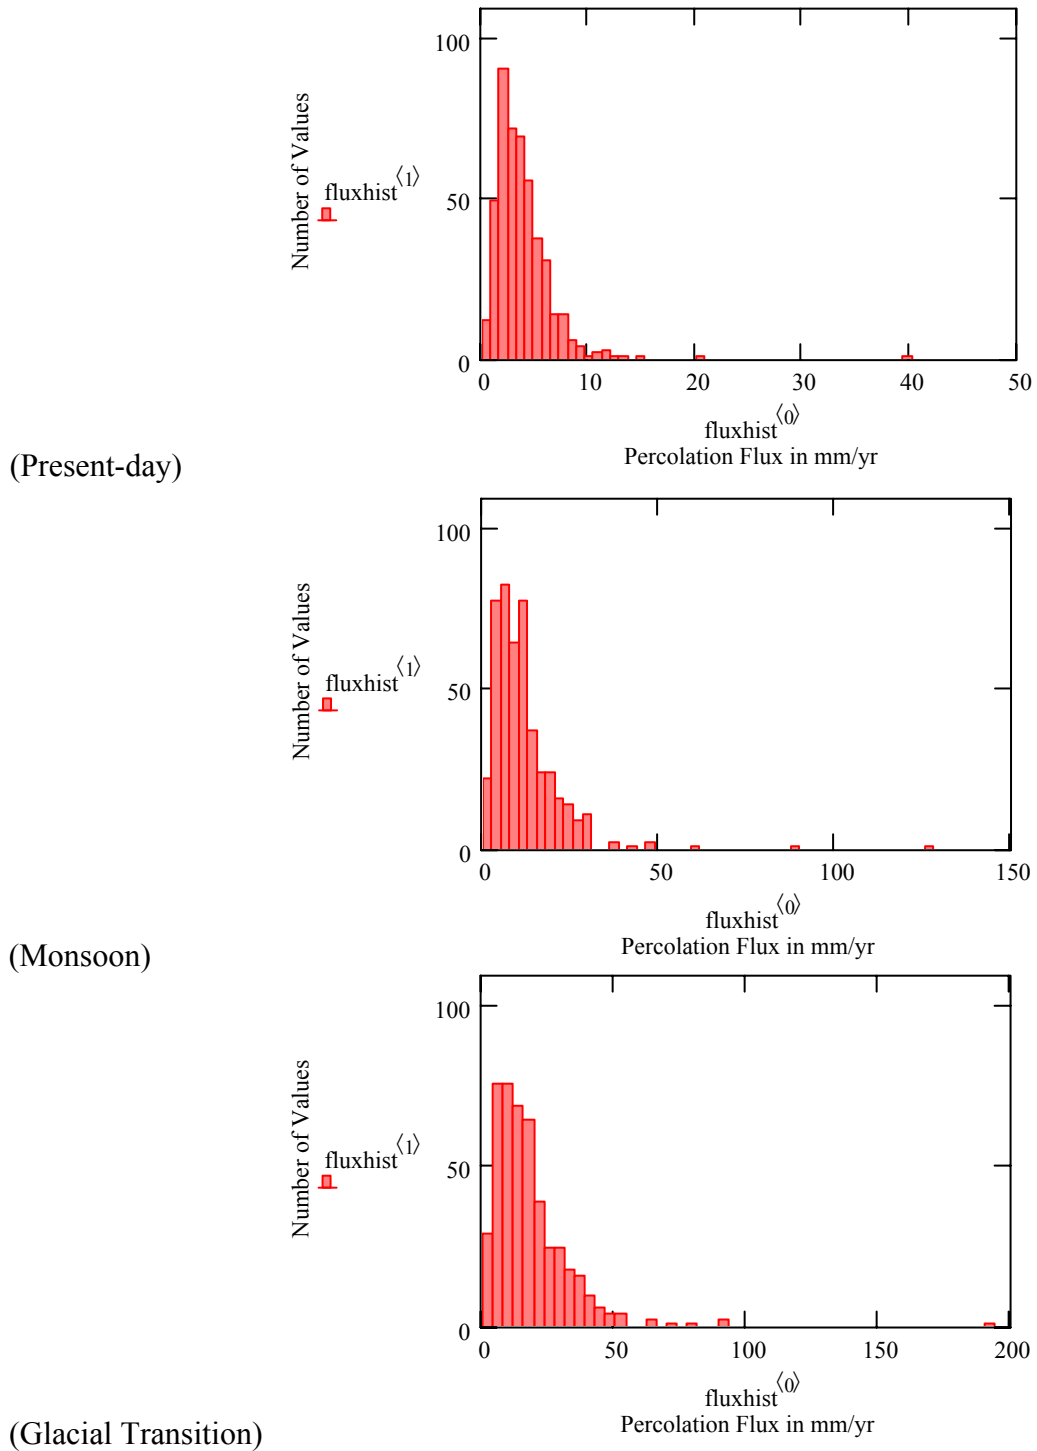 100
50
0
Number of Values
fluxhist⟨1⟩
0 10 20 30 40 50
fluxhist⟨0⟩
Percolation Flux in mm/yr
(Present-day)
100
50
0
Number of Values
fluxhist⟨1⟩
0 50 100 150
fluxhist⟨0⟩
Percolation Flux in mm/yr
(Monsoon)
100
50
0
Number of Values
fluxhist⟨1⟩
0 50 100 150 200
fluxhist⟨0⟩
Percolation Flux in mm/yr
(Glacial Transition)